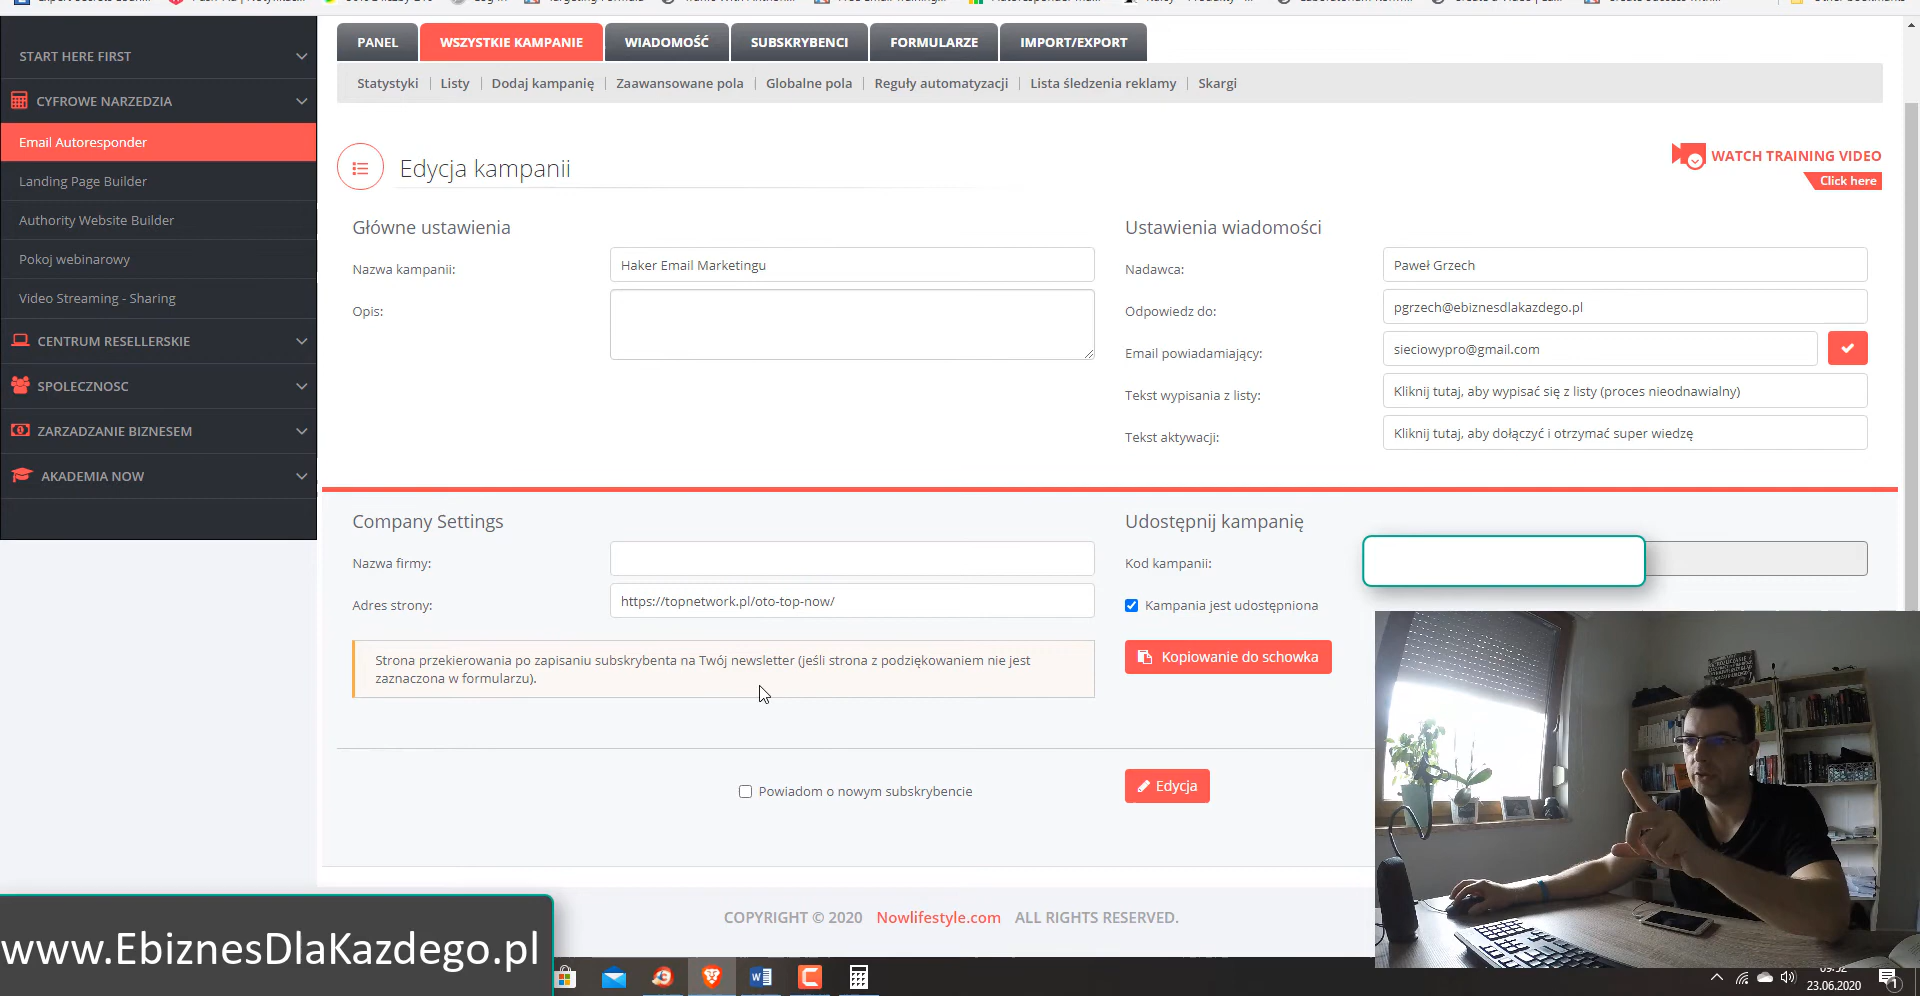 PANEL
WSZYSTKIE KAMPANIE
WIADOMOŚĆ
SUBSKRYBENCI
FORMULARZE
IMPORT/EXPORT
START HERE FIRST
CYFROWE NARZEDZIA
Email Autoresponder
Landing Page Builder
Authority Website Builder
Pokoj webinarowy
Video Streaming - Sharing
CENTRUM RESELLERSKIE
SPOLECZNOSC
ZARZADZANIE BIZNESEM
AKADEMIA NOW
Statystyki | Listy | Dodaj kampanię | Zaawansowane pola | Globalne pola | Reguły automatyzacji | Lista śledzenia reklamy | Skargi
Edycja kampanii
WATCH TRAINING VIDEO
Click here
Główne ustawienia
Nazwa kampanii: Haker Email Marketingu
Opis:
Ustawienia wiadomości
Nadawca: Paweł Grzech
Odpowiedz do: pgrzech@ebiznesdlakazdego.pl
Email powiadamiający: sieciowypro@gmail.com
Tekst wypisania z listy: Kliknij tutaj, aby wypisać się z listy (proces nieodnawialny)
Tekst aktywacji: Kliknij tutaj, aby dołączyć i otrzymać super wiedzę
Company Settings
Nazwa firmy:
Adres strony: https://topnetwork.pl/oto-top-now/
Strona przekierowania po zapisaniu subskrybenta na Twój newsletter (jeśli strona z podziękowaniem nie jest
zaznaczona w formularzu).
Udostępnij kampanię
Kod kampanii:
Kampania jest udostępniona
Kopiowanie do schowka
Powiadom o nowym subskrybencie
Edycja
COPYRIGHT © 2020 Nowlifestyle.com ALL RIGHTS RESERVED.
www.EbiznesDlaKazdego.pl
23.06.2020